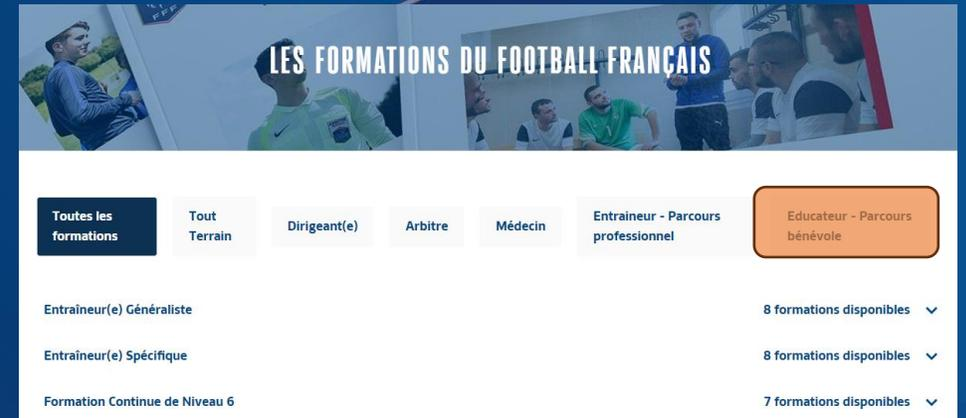 FFF
LES FORMATIONS DU FOOTBALL FRANÇAIS
Toutes les
formations
Tout
Terrain
Dirigeant(e)
Arbitre
Médecin
Entraineur - Parcours
professionnel
Educateur - Parcours
bénévole
Entraîneur(e) Généraliste
8 formations disponibles
Entraîneur(e) Spécifique
8 formations disponibles
Formation Continue de Niveau 6
7 formations disponibles